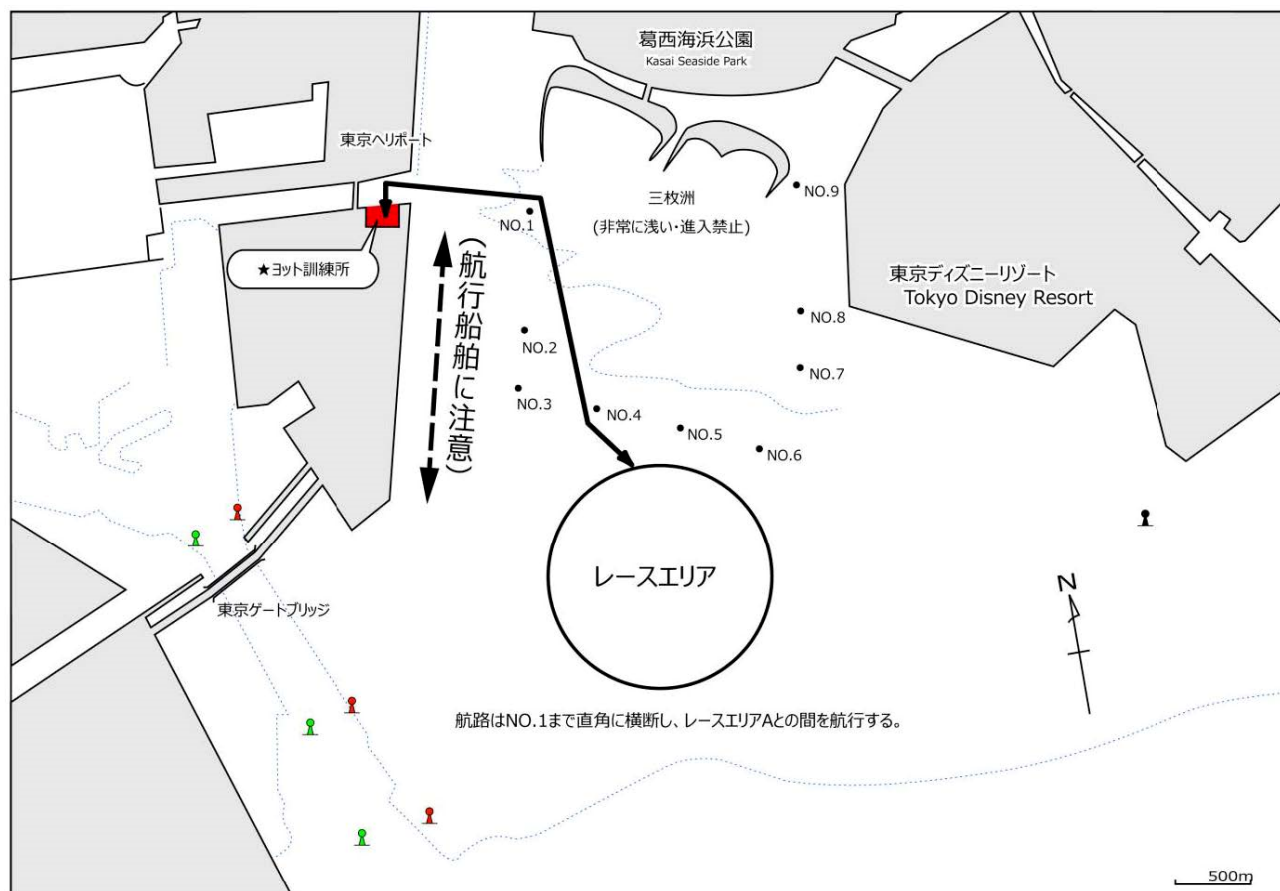 葛西海浜公園
Kasai Seaside Park
東京ヘリポート
NO.9
三枚洲
(非常に浅い・進入禁止)
NO.1
★ヨット訓練所
(航行船舶に注意)
東京ディズニーリゾート
Tokyo Disney Resort
NO.8
NO.2
NO.7
NO.3
NO.4
NO.5
NO.6
レースエリア
N
東京ゲートブリッジ
航路はNO.1まで直角に横断し、レースエリアAとの間を航行する。
500m